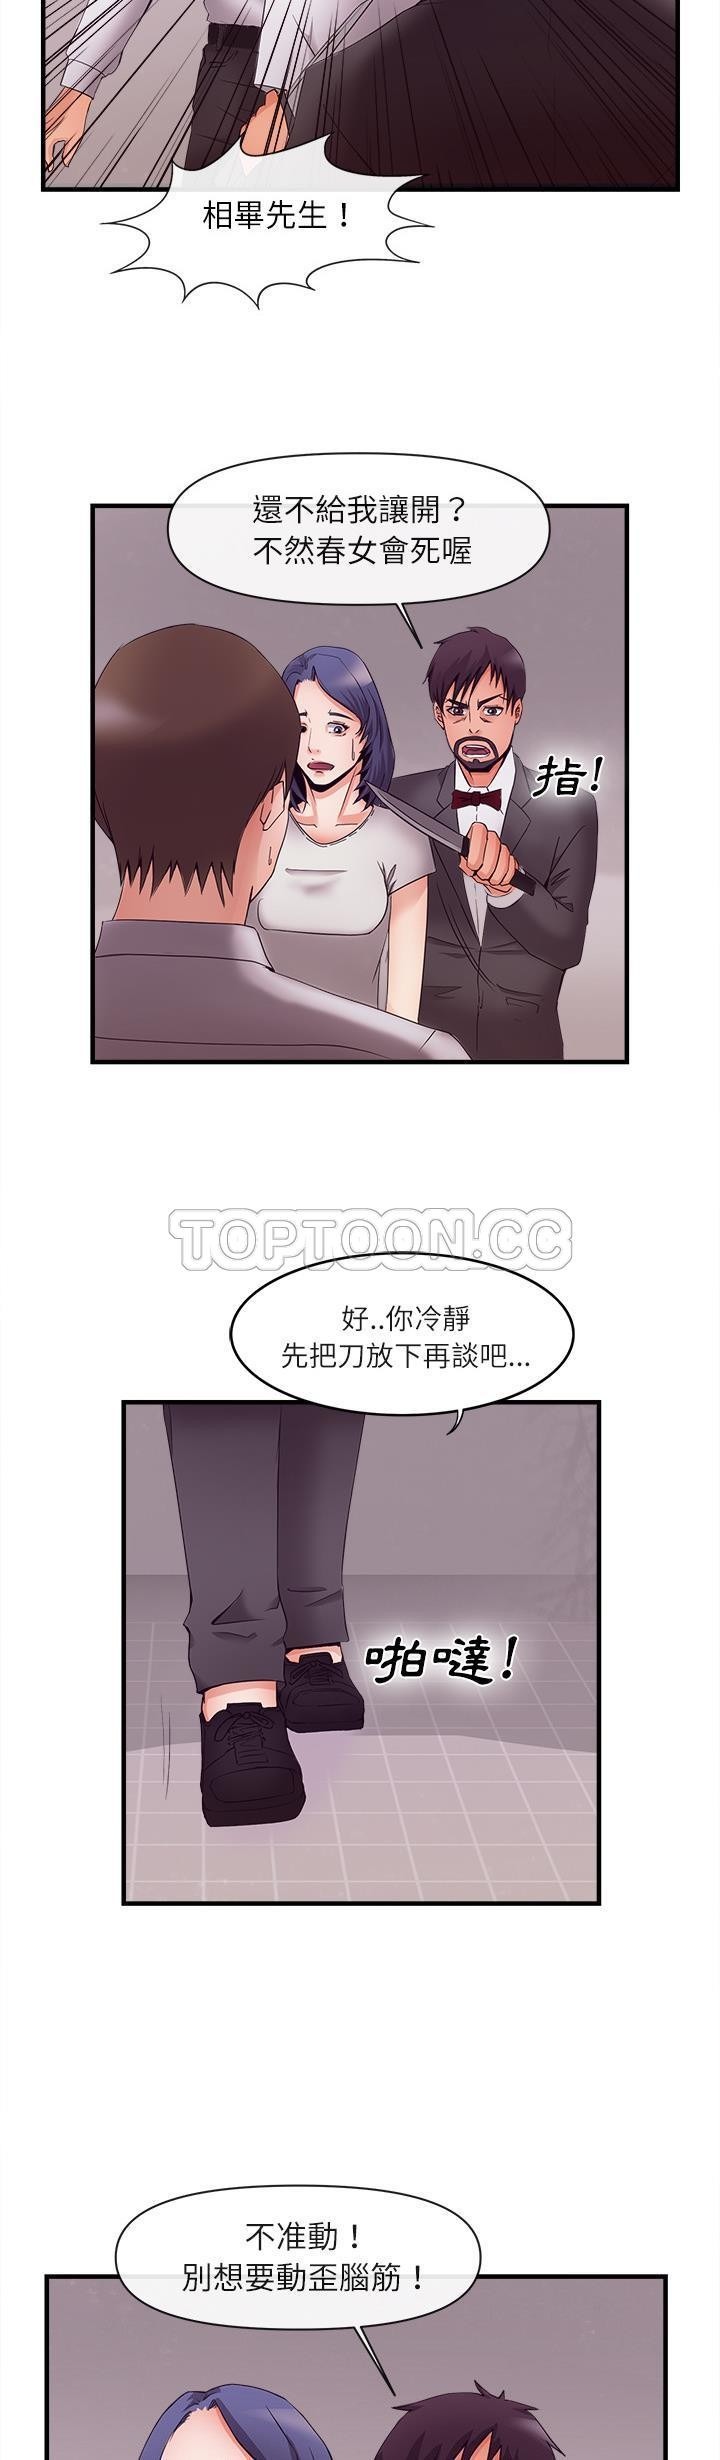 相畢先生！
還不給我讓開？
不然春女會死喔
指!
TOPTOON.CC
好..你冷靜
先把刀放下再談吧...
啪噠!
不准動！
別想要動歪腦筋！